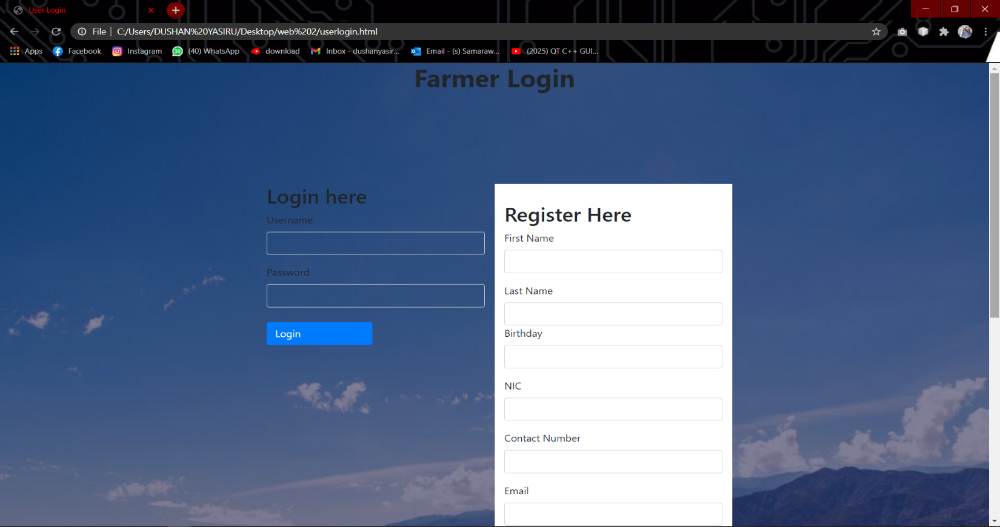 User Login
File | C:/Users/DUSHAN%20YASIRU/Desktop/web%202/userlogin.html
Apps Facebook Instagram (40) WhatsApp download Inbox - dushanyasir... Email - (s) Samaraw... (2025) QT C++ GUI...
Farmer Login
Login here
Username
Password
Login
Register Here
First Name
Last Name
Birthday
NIC
Contact Number
Email